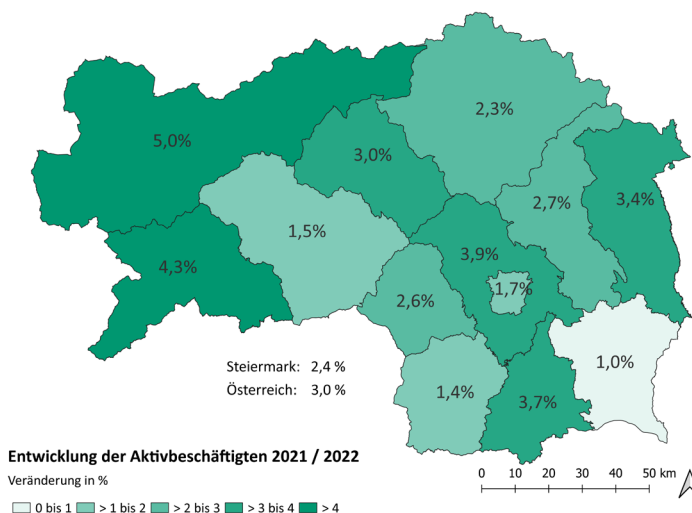 2,3%
5,0%
3,0%
2,7%
3,4%
1,5%
3,9%
4,3%
1,7%
2,6%
Steiermark: 2,4 %
Österreich: 3,0 %
1,0%
1,4%
3,7%
Entwicklung der Aktivbeschäftigten 2021 / 2022
Veränderung in %
0 10 20 30 40 50 km
0 bis 1 > 1 bis 2 > 2 bis 3 > 3 bis 4 > 4